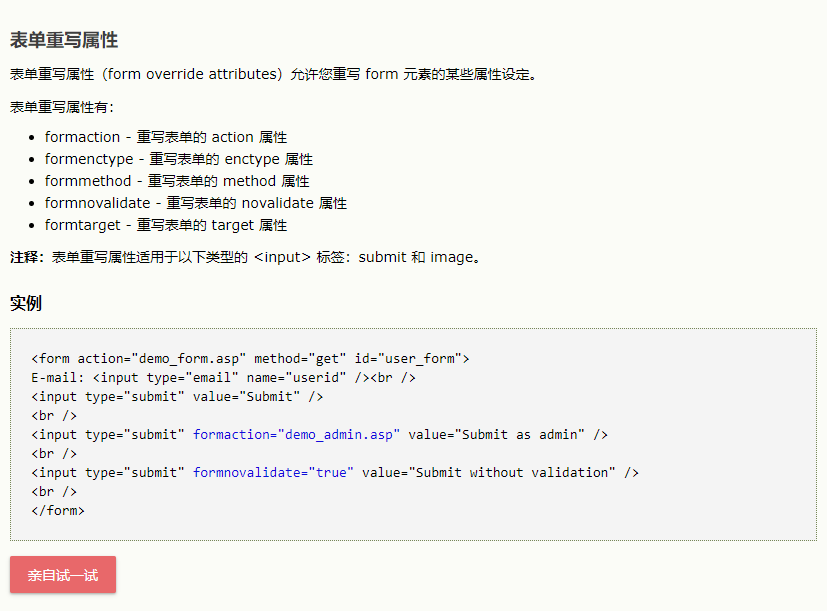 表单重写属性
表单重写属性（form override attributes）允许您重写 form 元素的某些属性设定。
表单重写属性有：
• formaction - 重写表单的 action 属性
• formenctype - 重写表单的 enctype 属性
• formmethod - 重写表单的 method 属性
• formnovalidate - 重写表单的 novalidate 属性
• formtarget - 重写表单的 target 属性
注释：表单重写属性适用于以下类型的 <input> 标签：submit 和 image。
实例
<form action="demo_form.asp" method="get" id="user_form">
E-mail: <input type="email" name="userid" /><br />
<input type="submit" value="Submit" />
<br />
<input type="submit" formaction="demo_admin.asp" value="Submit as admin" />
<br />
<input type="submit" formnovalidate="true" value="Submit without validation" />
<br />
</form>
亲自试一试